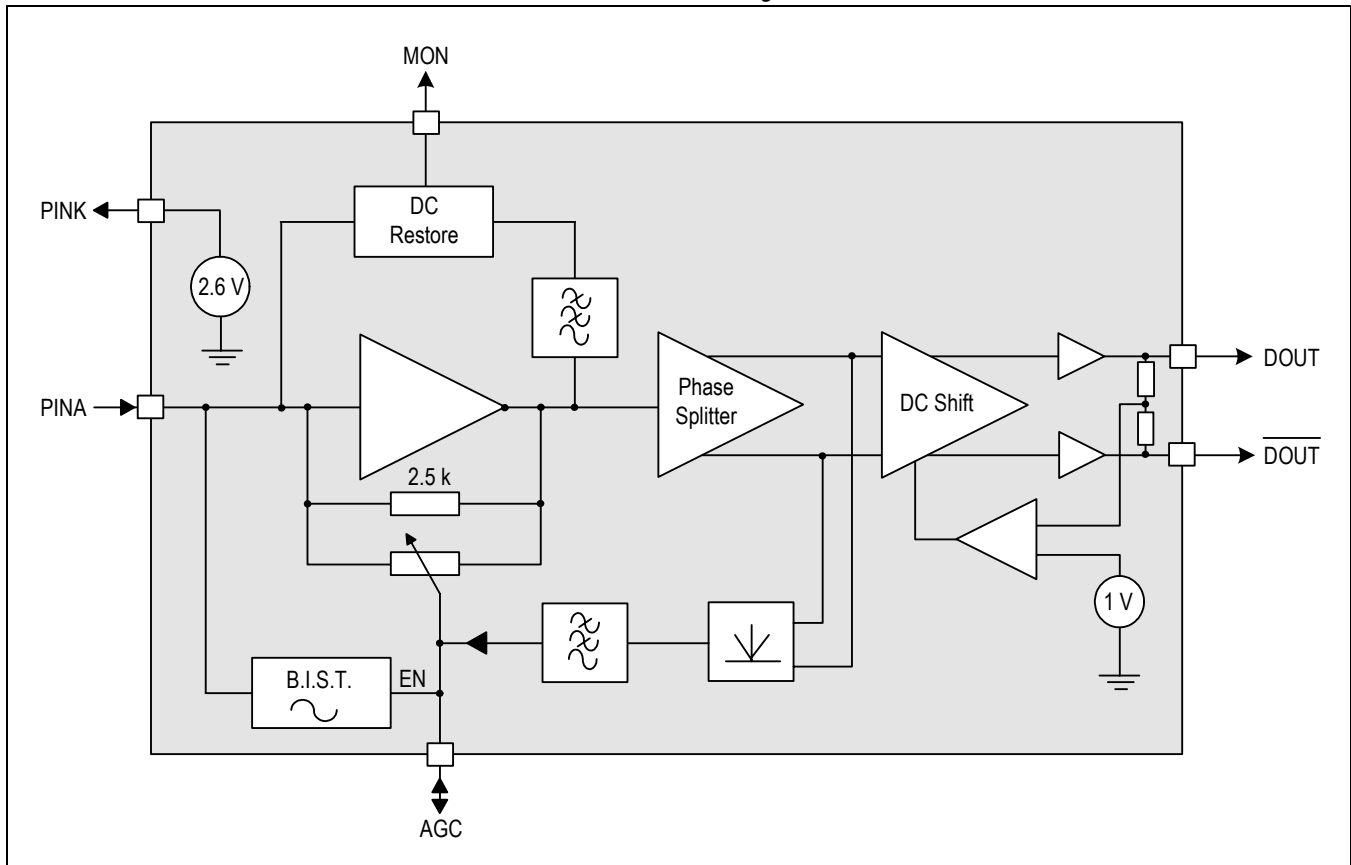 MON
PINK
DC
Restore
2.6 V
PINA
Phase
Splitter
DC Shift
DOUT
DOUT
2.5 k
1 V
B.I.S.T.
EN
AGC